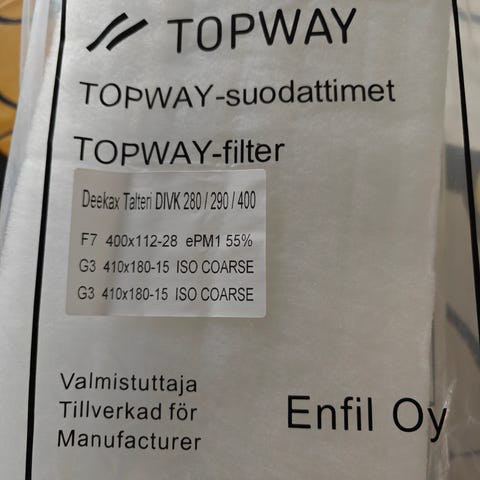 TOPWAY
TOPWAY-suodattimet
TOPWAY-filter
Deekax Talteri DIVK 280 / 290 / 400
F7 400x112-28 ePM1 55%
G3 410x180-15 ISO COARSE
G3 410x180-15 ISO COARSE
Valmistuttaja
Tillverkad för
Manufacturer
Enfil Oy